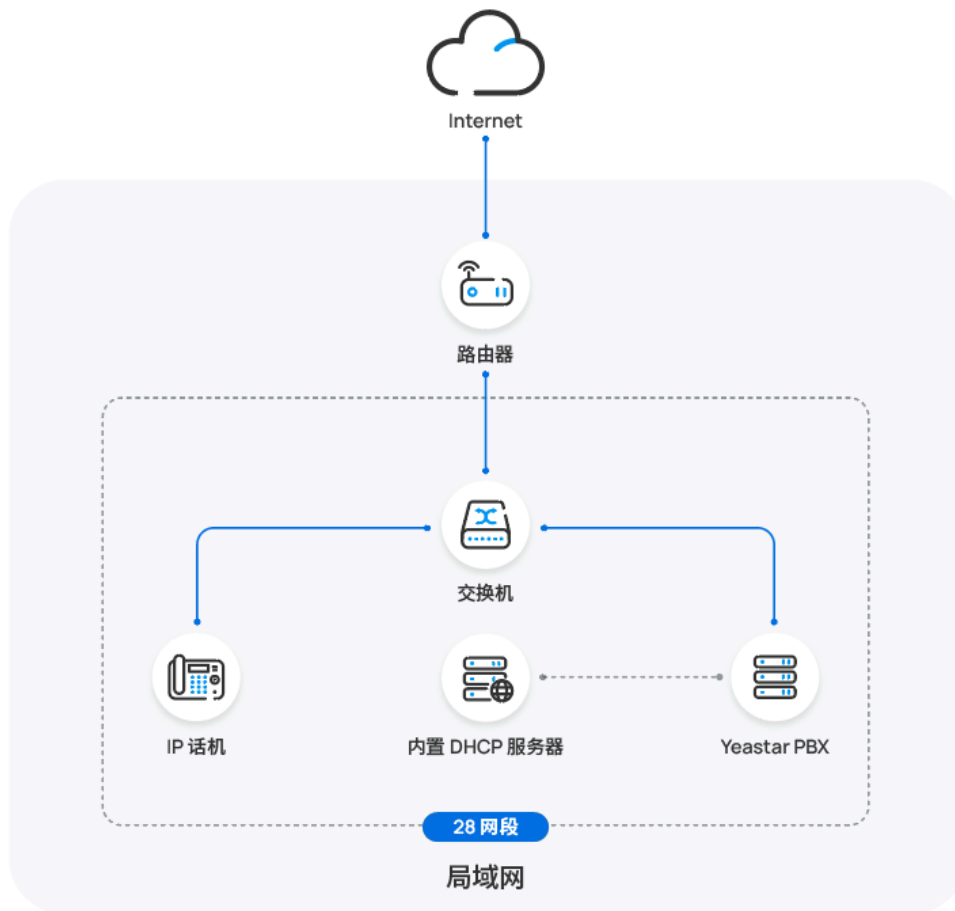 Internet
路由器
交换机
IP 话机
内置 DHCP 服务器
Yeastar PBX
28 网段
局域网